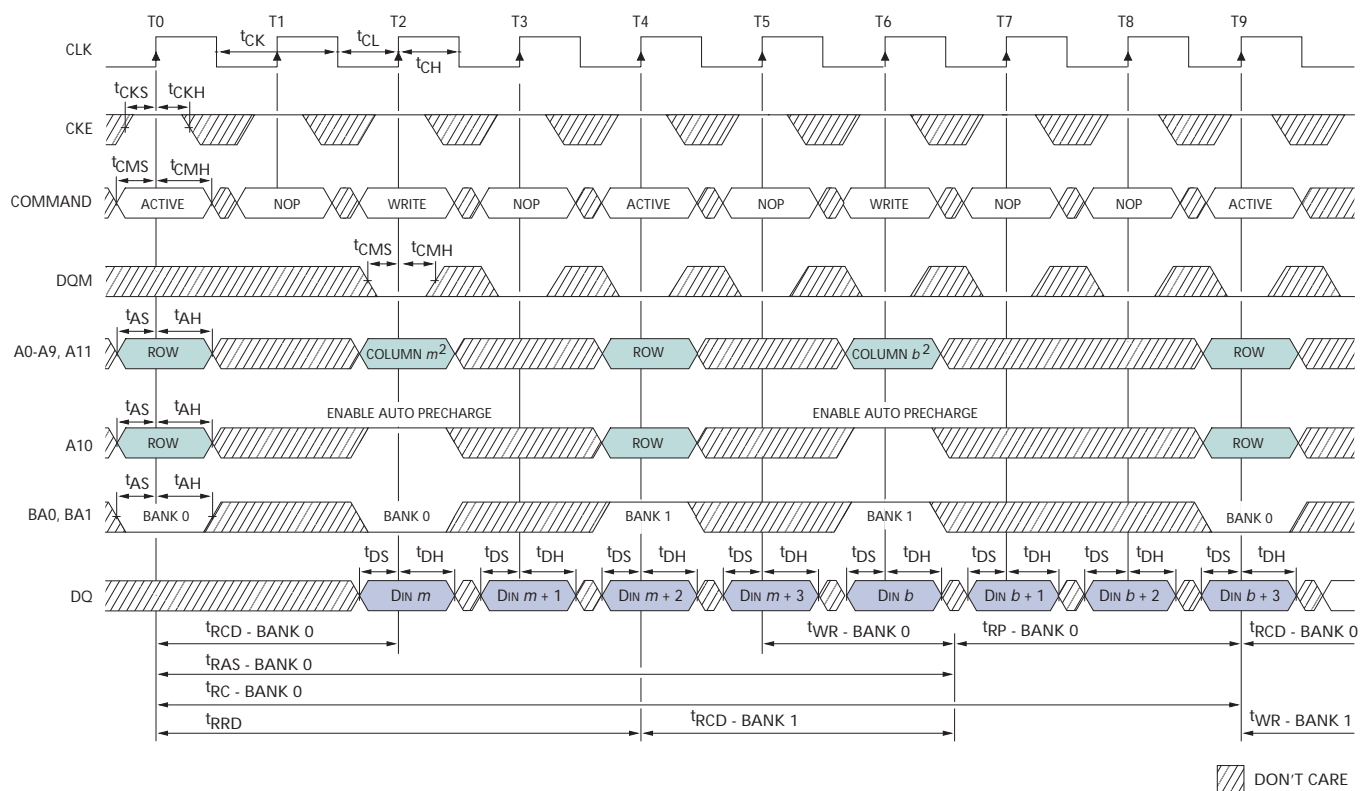 T0 T1 T2 T3 T4 T5 T6 T7 T8 T9
CLK tCK tCL tCH
tCKS tCKH
CKE
tCMS tCMH
COMMAND ACTIVE NOP WRITE NOP ACTIVE NOP WRITE NOP NOP ACTIVE
tCMS tCMH
DQM
tAS tAH
A0-A9, A11 ROW COLUMN m2 ROW COLUMN b2 ROW
tAS tAH ENABLE AUTO PRECHARGE ENABLE AUTO PRECHARGE
A10 ROW ROW ROW
tAS tAH
BA0, BA1 BANK 0 BANK 0 BANK 1 BANK 1 BANK 0
tDS tDH tDS tDH tDS tDH tDS tDH tDS tDH tDS tDH tDS tDH tDS tDH
DQ DIN m DIN m + 1 DIN m + 2 DIN m + 3 DIN b DIN b + 1 DIN b + 2 DIN b + 3
tRCD - BANK 0 tWR - BANK 0 tRP - BANK 0 tRCD - BANK 0
tRAS - BANK 0
tRC - BANK 0
tRRD tRCD - BANK 1 tWR - BANK 1
DON'T CARE